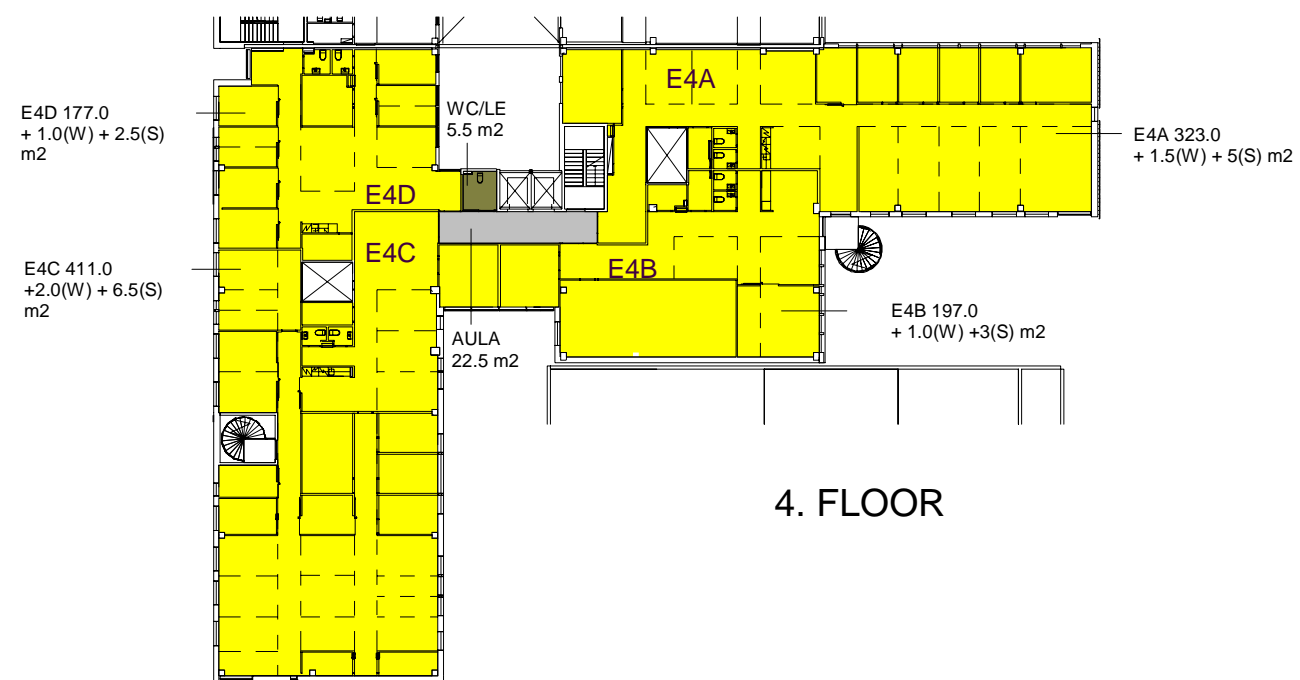 E4A
E4D 177.0
+ 1.0(W) + 2.5(S)
m2
WC/LE
5.5 m2
E4A 323.0
+ 1.5(W) + 5(S) m2
E4D
E4C
E4B
E4C 411.0
+2.0(W) + 6.5(S)
m2
E4B 197.0
+ 1.0(W) +3(S) m2
AULA
22.5 m2
4. FLOOR